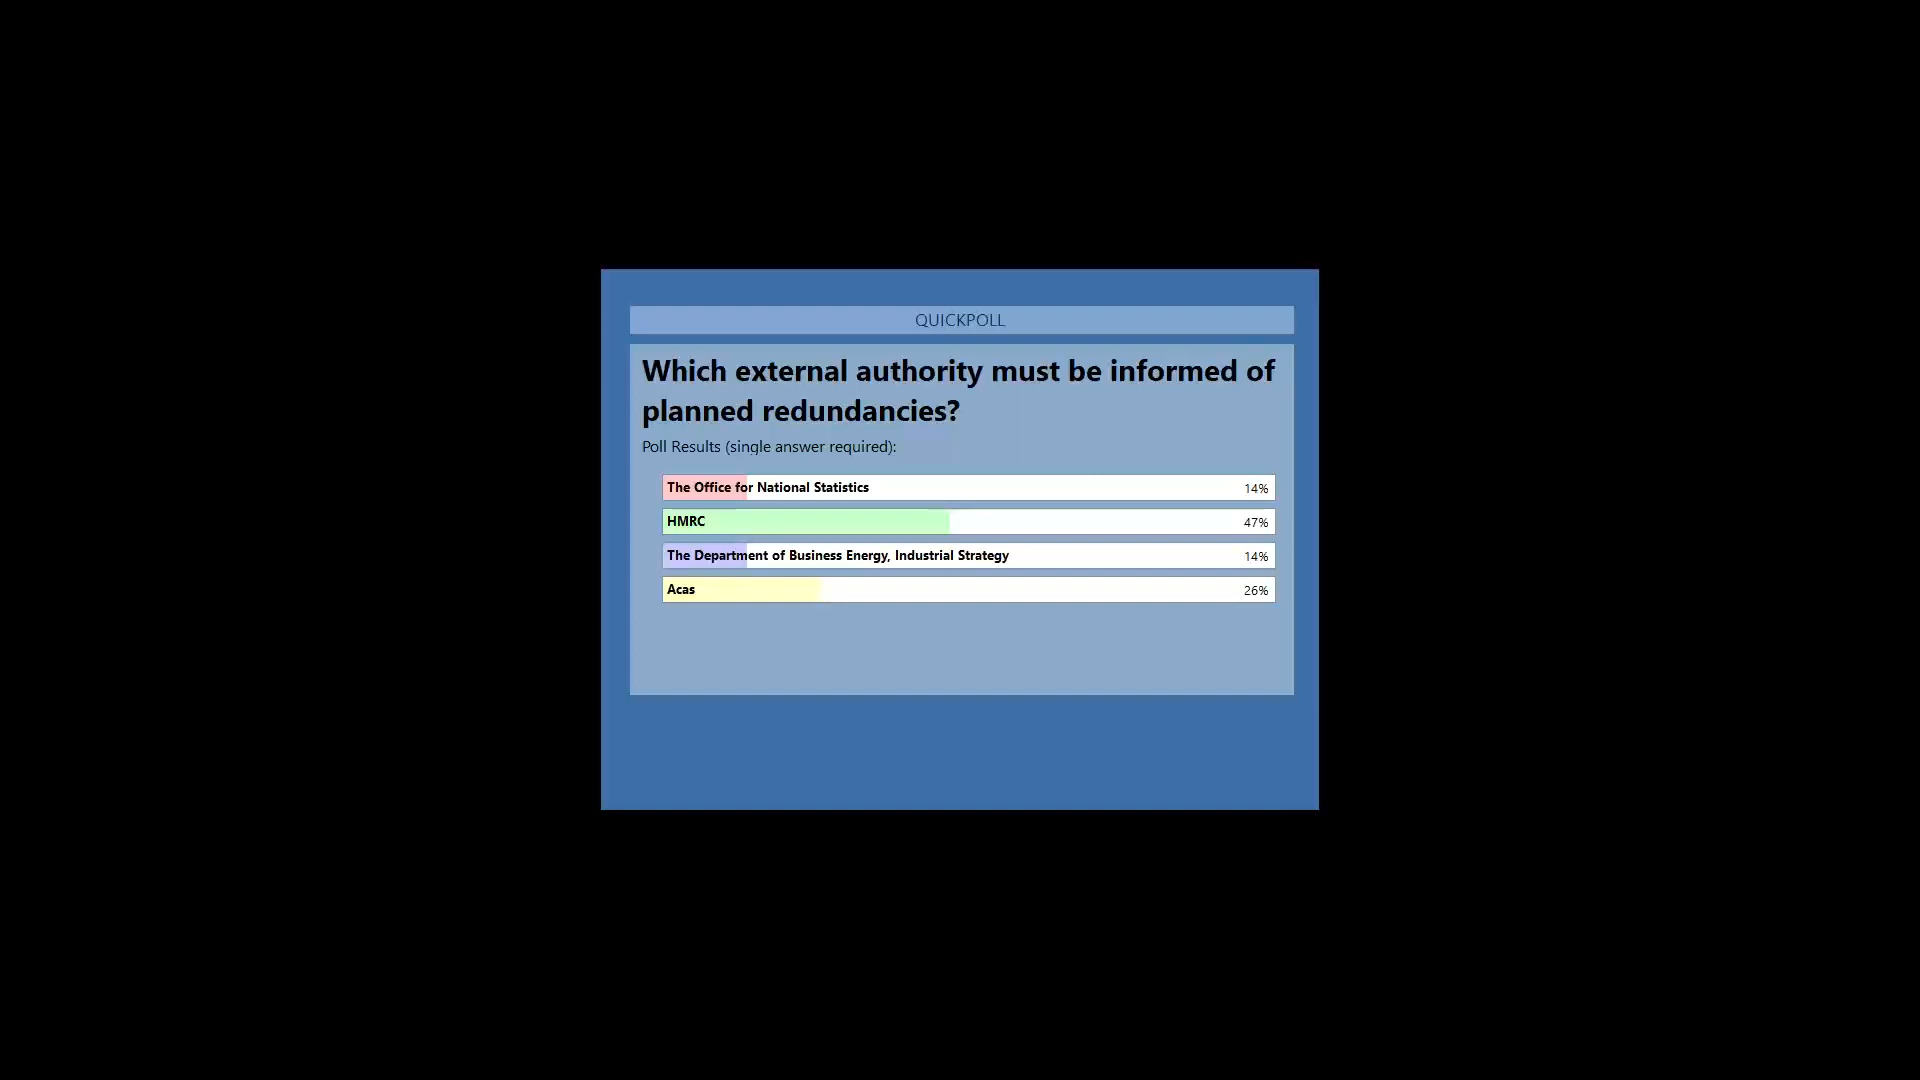 QUICKPOLL
Which external authority must be informed of
planned redundancies?
Poll Results (single answer required):
The Office for National Statistics 14%
HMRC 47%
The Department of Business Energy, Industrial Strategy 14%
Acas 26%